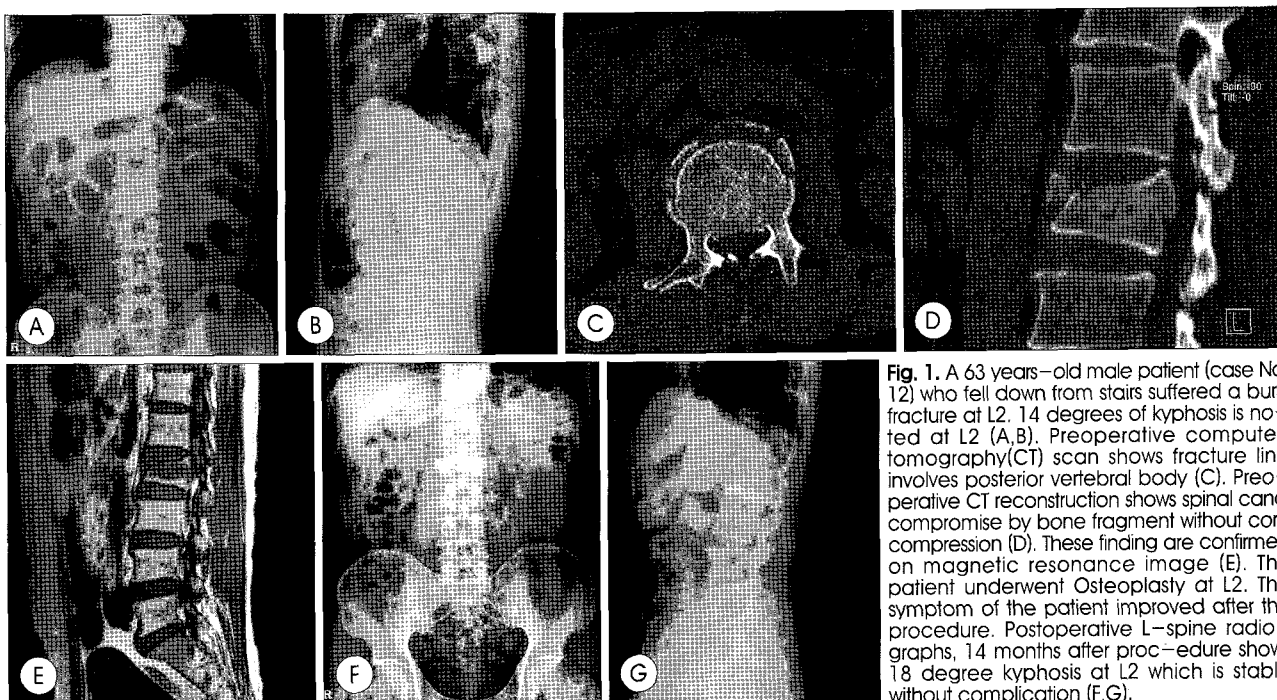 A
B
C
D
Spin: -90
Tilt: -0
L
R
E
F
G
R
Fig. 1. A 63 years-old male patient (case No
12) who fell down from stairs suffered a bur
fracture at L2. 14 degrees of kyphosis is no-
ted at L2 (A,B). Preoperative compute
tomography(CT) scan shows fracture lin
involves posterior vertebral body (C). Preo-
perative CT reconstruction shows spinal cana
compromise by bone fragment without cor
compression (D). These finding are confirme
on magnetic resonance image (E). Th
patient underwent Osteoplasty at L2. Th
symptom of the patient improved after th
procedure. Postoperative L-spine radio-
graphs, 14 months after proc-edure show
18 degree kyphosis at L2 which is stabl
without complication (F,G).